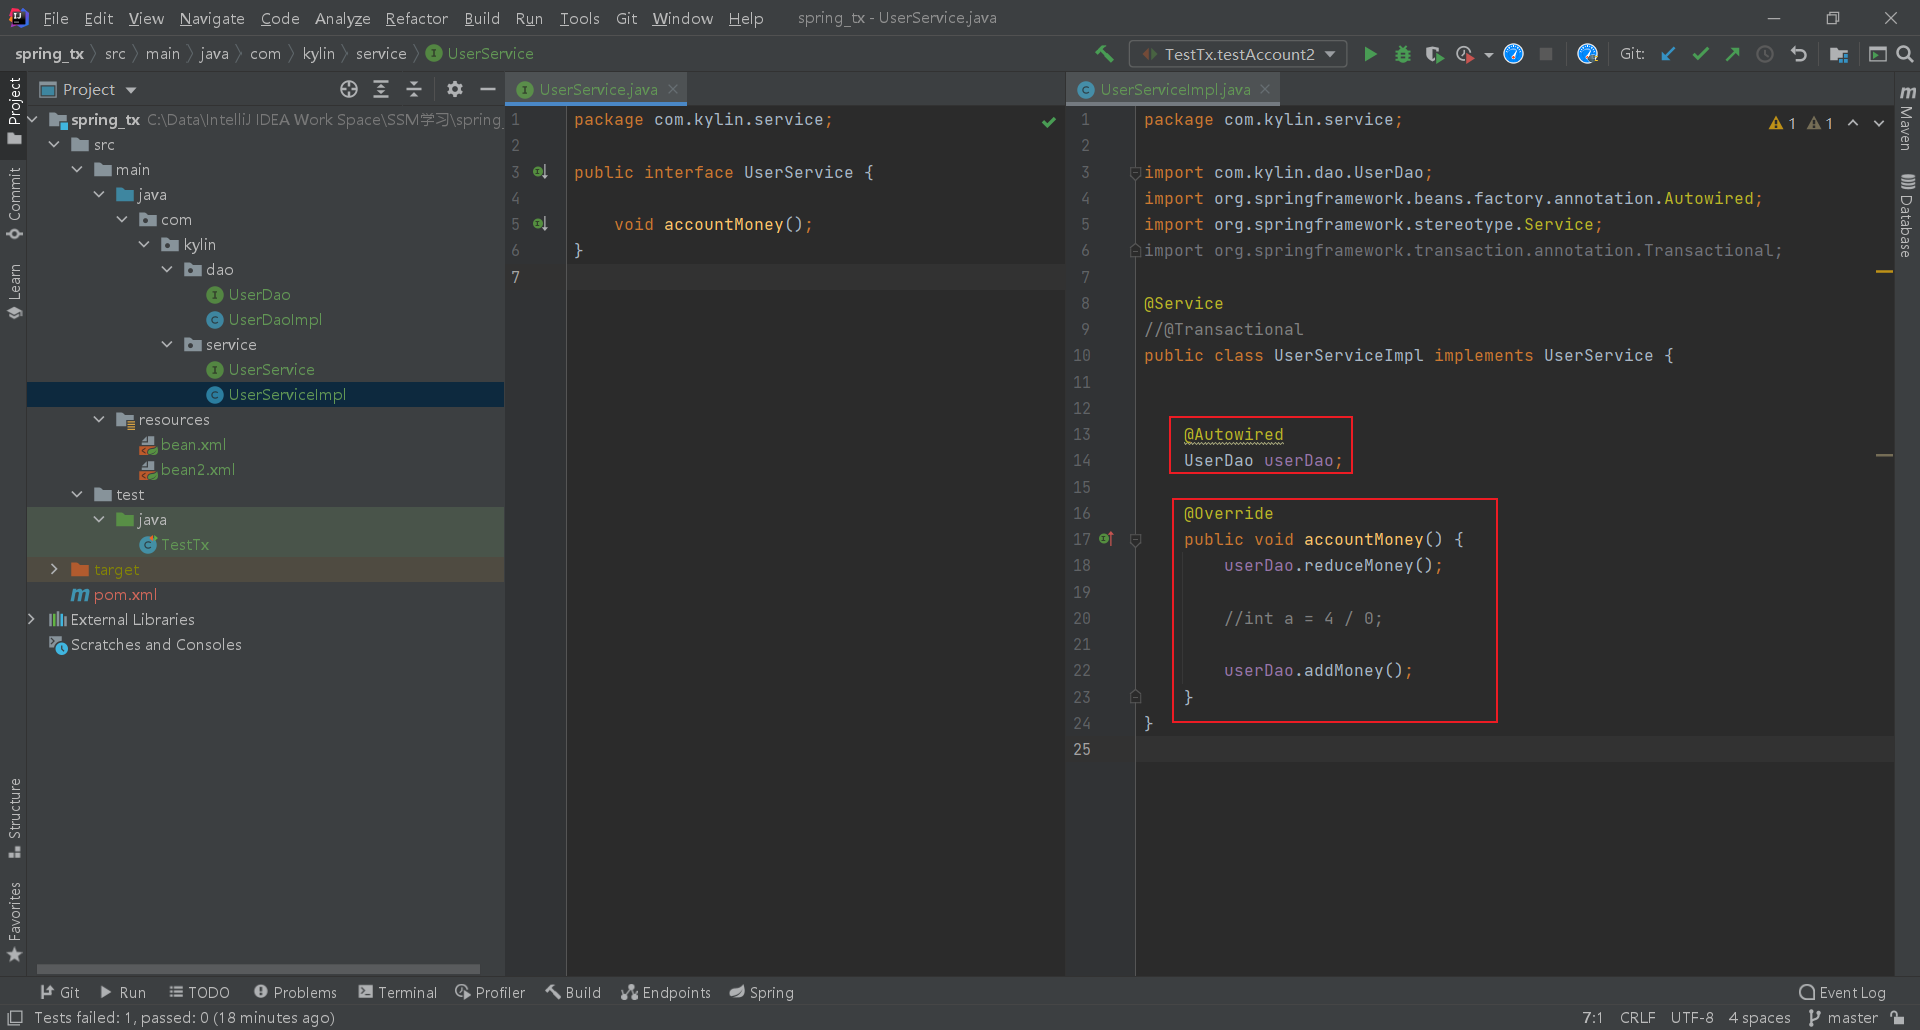 File Edit View Navigate Code Analyze Refactor Build Run Tools Git Window Help spring_tx - UserService.java
spring_tx src main java com kylin service UserService
TestTx.testAccount2 Git:
Project
Commit
Learn
Structure
Favorites
Project
spring_tx C:\Data\IntelliJ IDEA Work Space\SSM学习\spring_
src
main
java
com
kylin
dao
UserDao
UserDaoImpl
service
UserService
UserServiceImpl
resources
bean.xml
bean2.xml
test
java
TestTx
target
pom.xml
External Libraries
Scratches and Consoles
UserService.java
1 package com.kylin.service;
2
3 public interface UserService {
4
5 void accountMoney();
6 }
7
UserServiceImpl.java
1 1
1 package com.kylin.service;
2
3 import com.kylin.dao.UserDao;
4 import org.springframework.beans.factory.annotation.Autowired;
5 import org.springframework.stereotype.Service;
6 import org.springframework.transaction.annotation.Transactional;
7
8 @Service
9 //@Transactional
10 public class UserServiceImpl implements UserService {
11
12
13 @Autowired
14 UserDao userDao;
15
16 @Override
17 public void accountMoney() {
18 userDao.reduceMoney();
19
20 //int a = 4 / 0;
21
22 userDao.addMoney();
23 }
24 }
25
Maven
Database
Git Run TODO Problems Terminal Profiler Build Endpoints Spring Event Log
Tests failed: 1, passed: 0 (18 minutes ago) 7:1 CRLF UTF-8 4 spaces master